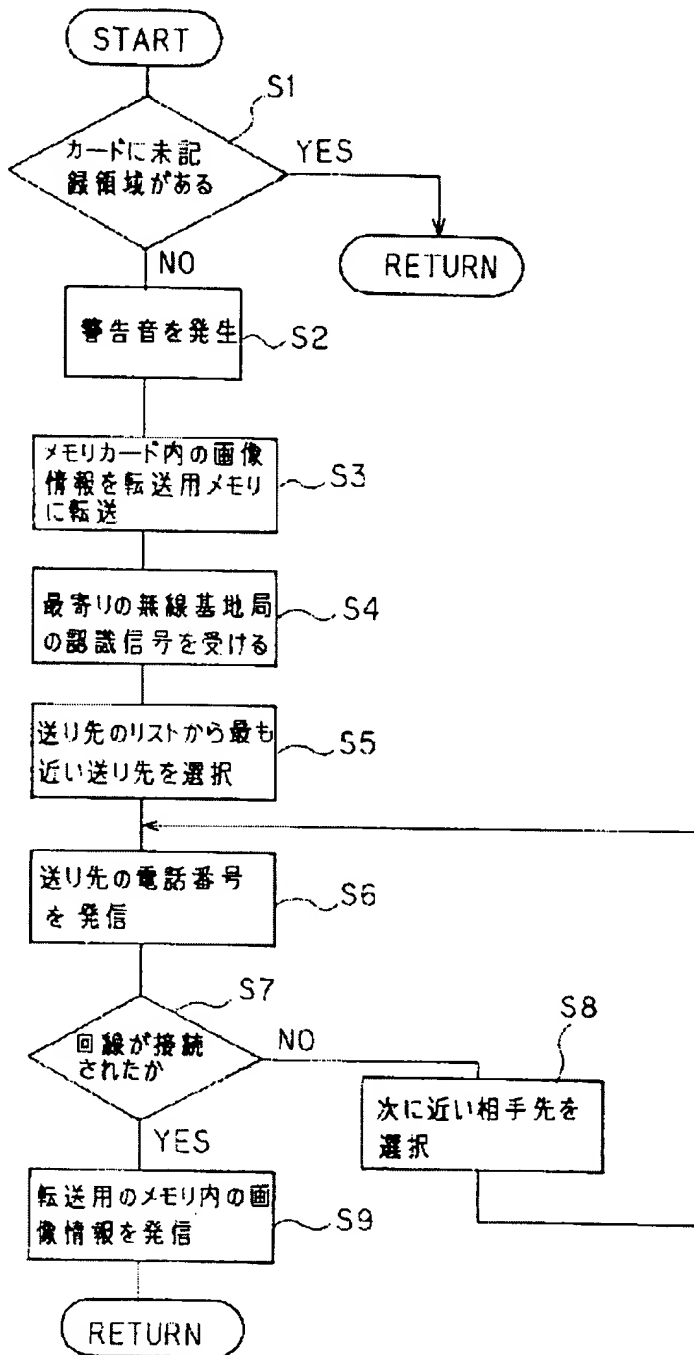 START
S1
カードに未記
録領域がある
YES
RETURN
NO
警告音を発生
S2
メモリカード内の画像
情報を転送用メモリ
に転送
S3
最寄りの無線基地局
の認識信号を受ける
S4
送り先のリストから最も
近い送り先を選択
S5
送り先の電話番号
を発信
S6
S7
回線が接続
されたか
NO
S8
次に近い相手先を
選択
YES
転送用のメモリ内の画
像情報を発信
S9
RETURN